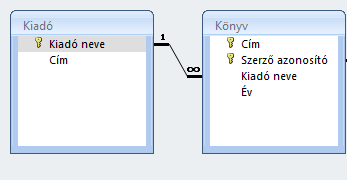 Kiadó
Kiadó neve
Cím
1
∞
Könyv
Cím
Szerző azonosító
Kiadó neve
Év